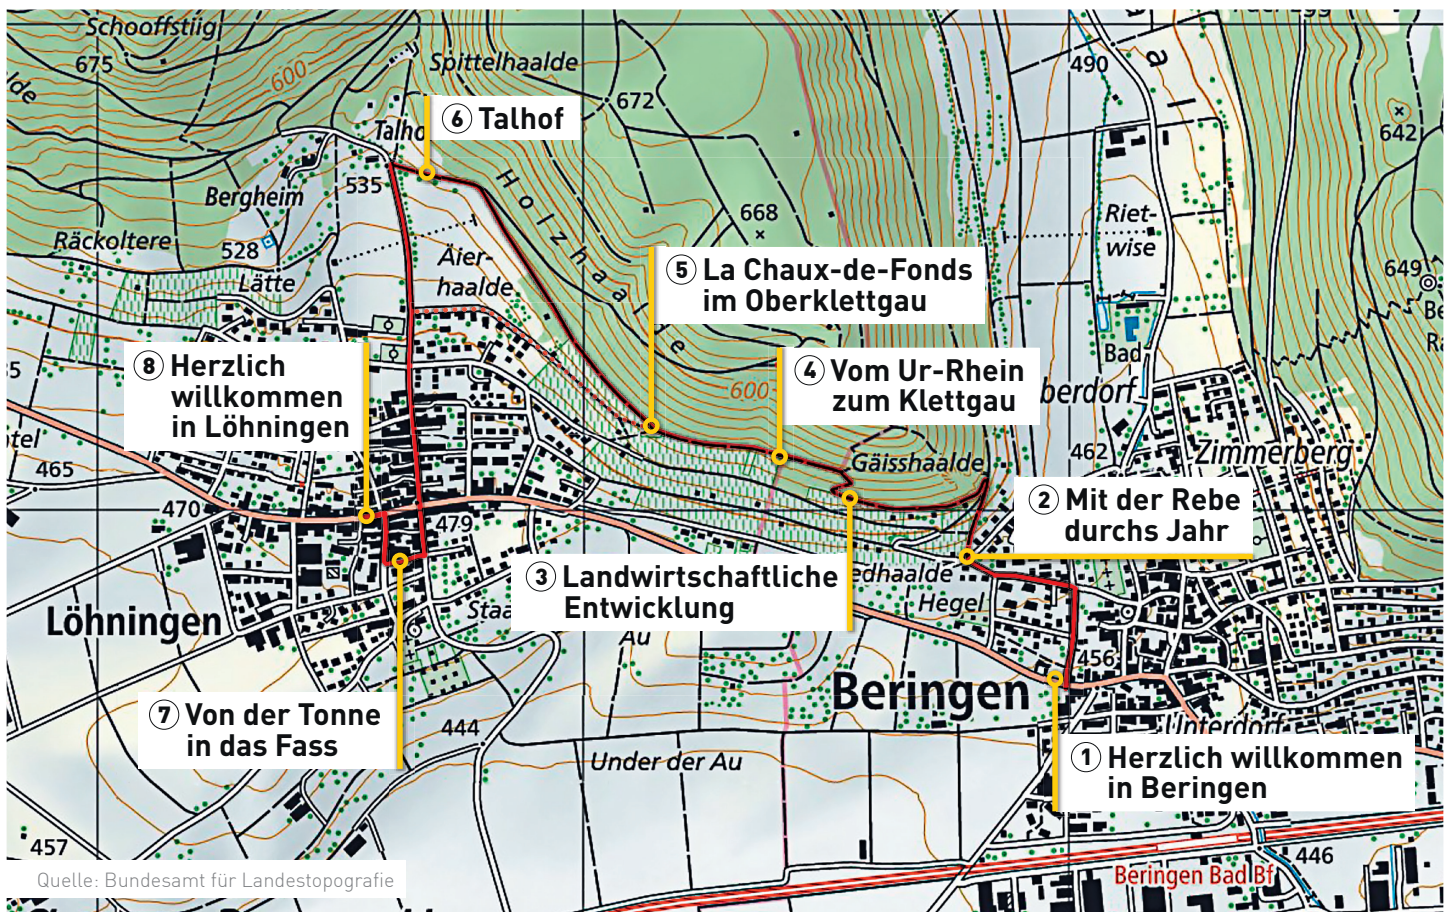 Schooffstiig
675
600
Spittelhaalde
672
490
642
6 Talhof
535
Bergheim
Holzhaalde
668
Riet-
wise
Räckoltere
528
Lätte
Äier-
haalde
5 La Chaux-de-Fonds
im Oberklettgau
649
Bad
8 Herzlich
willkommen
in Löhningen
600
4 Vom Ur-Rhein
zum Klettgau
465
462
Zimmerberg
Gäisshaalde
470
479
2 Mit der Rebe
durchs Jahr
3 Landwirtschaftliche
Entwicklung
Hegel
Löhningen
Au
456
Beringen
7 Von der Tonne
in das Fass
444
Unterdorf
Under der Au
1 Herzlich willkommen
in Beringen
457
446
Beringen Bad Bf
Quelle: Bundesamt für Landestopografie